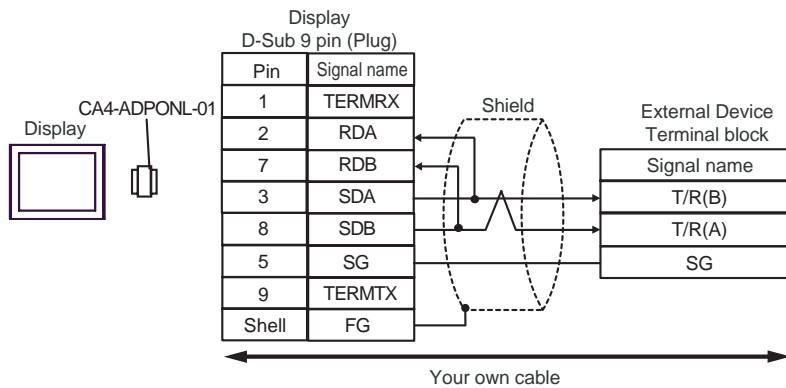 Display
D-Sub 9 pin (Plug)
Pin Signal name
1 TERMRX
2 RDA
7 RDB
3 SDA
8 SDB
5 SG
9 TERMTX
Shell FG
CA4-ADPONL-01
Display
Shield
External Device
Terminal block
Signal name
T/R(B)
T/R(A)
SG
Your own cable